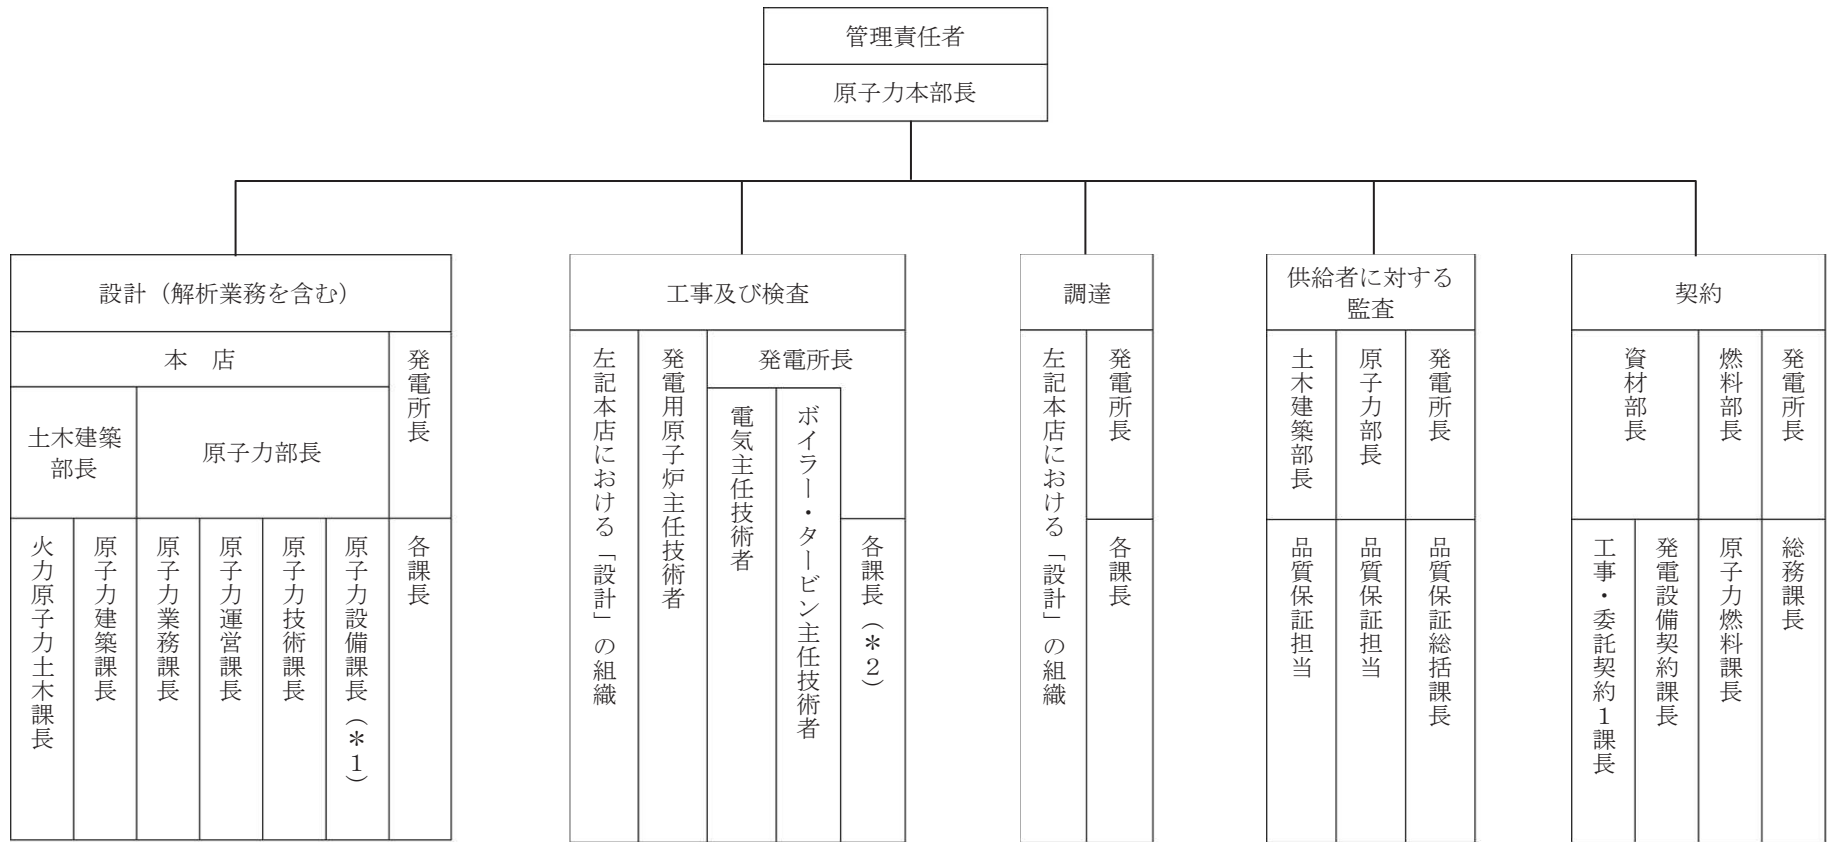 管理責任者
原子力本部長
設計（解析業務を含む）
本　店
発電所長
土木建築
部長
原子力部長
火力原子力土木課長
原子力建築課長
原子力業務課長
原子力運営課長
原子力技術課長
原子力設備課長（＊1）
各課長
工事及び検査
左記本店における「設計」の組織
発電用原子炉主任技術者
発電所長
電気主任技術者
ボイラー・タービン主任技術者
各課長（＊2）
調達
左記本店における「設計」の組織
発電所長
各課長
供給者に対する
監査
土木建築部長
原子力部長
発電所長
品質保証担当
品質保証担当
品質保証総括課長
契約
資材部長
燃料部長
発電所長
工事・委託契約1課長
発電設備契約課長
原子力燃料課長
総務課長